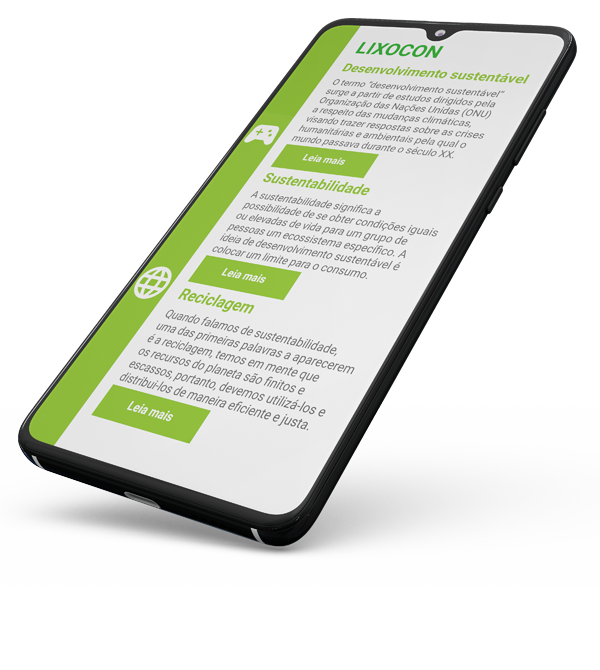 LIXOCON
Desenvolvimento sustentável
O termo "desenvolvimento sustentável"
surge a partir de estudos dirigidos pela
Organização das Nações Unidas (ONU)
a respeito das mudanças climáticas,
visando trazer respostas sobre as crises
humanitárias e ambientais pela qual o
mundo passava durante o século XX.
Leia mais
Sustentabilidade
A sustentabilidade significa a
possibilidade de se obter condições iguais
ou elevadas de vida para um grupo de
pessoas um ecossistema específico. A
ideia de desenvolvimento sustentável é
colocar um limite para o consumo.
Leia mais
Reciclagem
Quando falamos de sustentabilidade,
uma das primeiras palavras a aparecerem
é a reciclagem, temos em mente que
os recursos do planeta são finitos e
escassos, portanto, devemos utilizá-los e
distribui-los de maneira eficiente e justa.
Leia mais